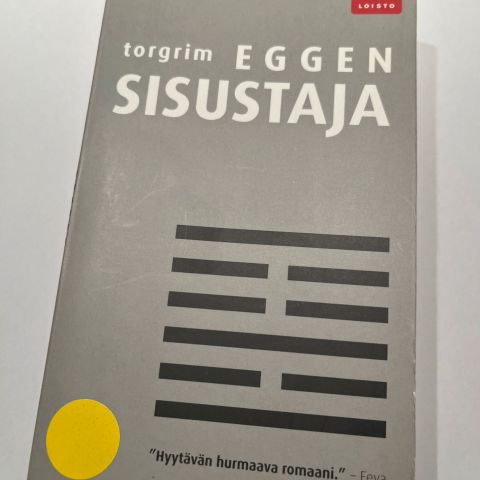 LOISTO
torgrim EGGEN
SISUSTAJA
"Hyytävän hurmaava romaani." – Eeva